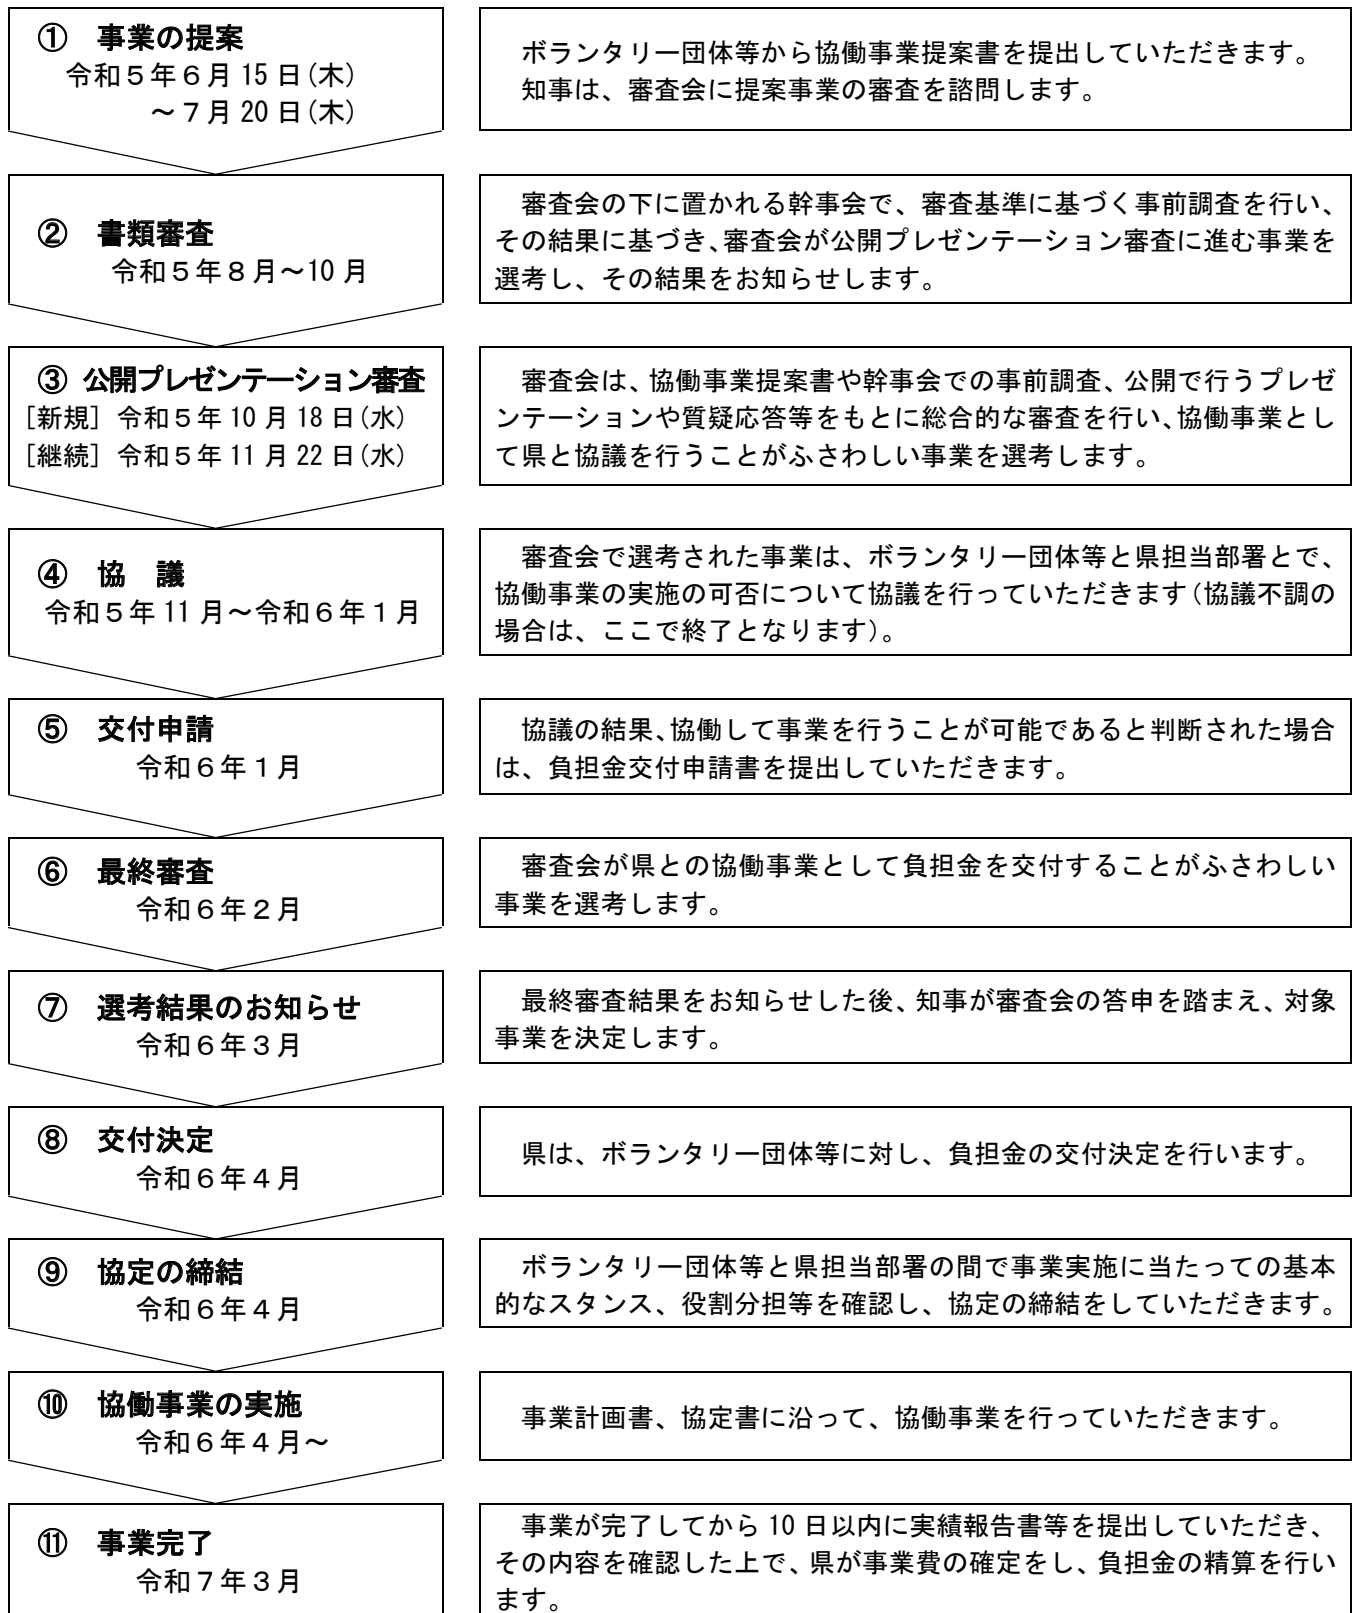 ① 事業の提案
令和５年６月 15 日(木)
～７月 20 日(木)
ボランタリー団体等から協働事業提案書を提出していただきます。
知事は、審査会に提案事業の審査を諮問します。
② 書類審査
令和５年８月～10 月
審査会の下に置かれる幹事会で、審査基準に基づく事前調査を行い、
その結果に基づき、審査会が公開プレゼンテーション審査に進む事業を
選考し、その結果をお知らせします。
③ 公開プレゼンテーション審査
[新規] 令和５年 10 月 18 日(水)
[継続] 令和５年 11 月 22 日(水)
審査会は、協働事業提案書や幹事会での事前調査、公開で行うプレゼ
ンテーションや質疑応答等をもとに総合的な審査を行い、協働事業とし
て県と協議を行うことがふさわしい事業を選考します。
④ 協　議
令和５年 11 月～令和６年１月
審査会で選考された事業は、ボランタリー団体等と県担当部署とで、
協働事業の実施の可否について協議を行っていただきます(協議不調の
場合は、ここで終了となります)。
⑤ 交付申請
令和６年１月
協議の結果、協働して事業を行うことが可能であると判断された場合
は、負担金交付申請書を提出していただきます。
⑥ 最終審査
令和６年２月
審査会が県との協働事業として負担金を交付することがふさわしい
事業を選考します。
⑦ 選考結果のお知らせ
令和６年３月
最終審査結果をお知らせした後、知事が審査会の答申を踏まえ、対象
事業を決定します。
⑧ 交付決定
令和６年４月
県は、ボランタリー団体等に対し、負担金の交付決定を行います。
⑨ 協定の締結
令和６年４月
ボランタリー団体等と県担当部署の間で事業実施に当たっての基本
的なスタンス、役割分担等を確認し、協定の締結をしていただきます。
⑩ 協働事業の実施
令和６年４月～
事業計画書、協定書に沿って、協働事業を行っていただきます。
⑪ 事業完了
令和７年３月
事業が完了してから 10 日以内に実績報告書等を提出していただき、
その内容を確認した上で、県が事業費の確定をし、負担金の精算を行い
ます。